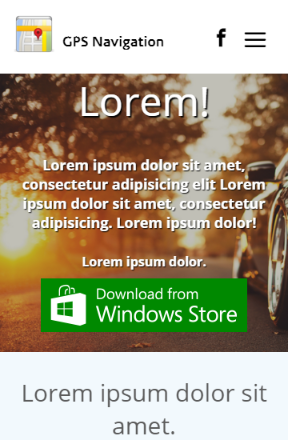 GPS Navigation
f
Lorem!
Lorem ipsum dolor sit amet,
consectetur adipisicing elit Lorem
ipsum dolor sit amet, consectetur
adipisicing. Lorem ipsum dolor!
Lorem ipsum dolor.
Download from
Windows Store
Lorem ipsum dolor sit
amet.